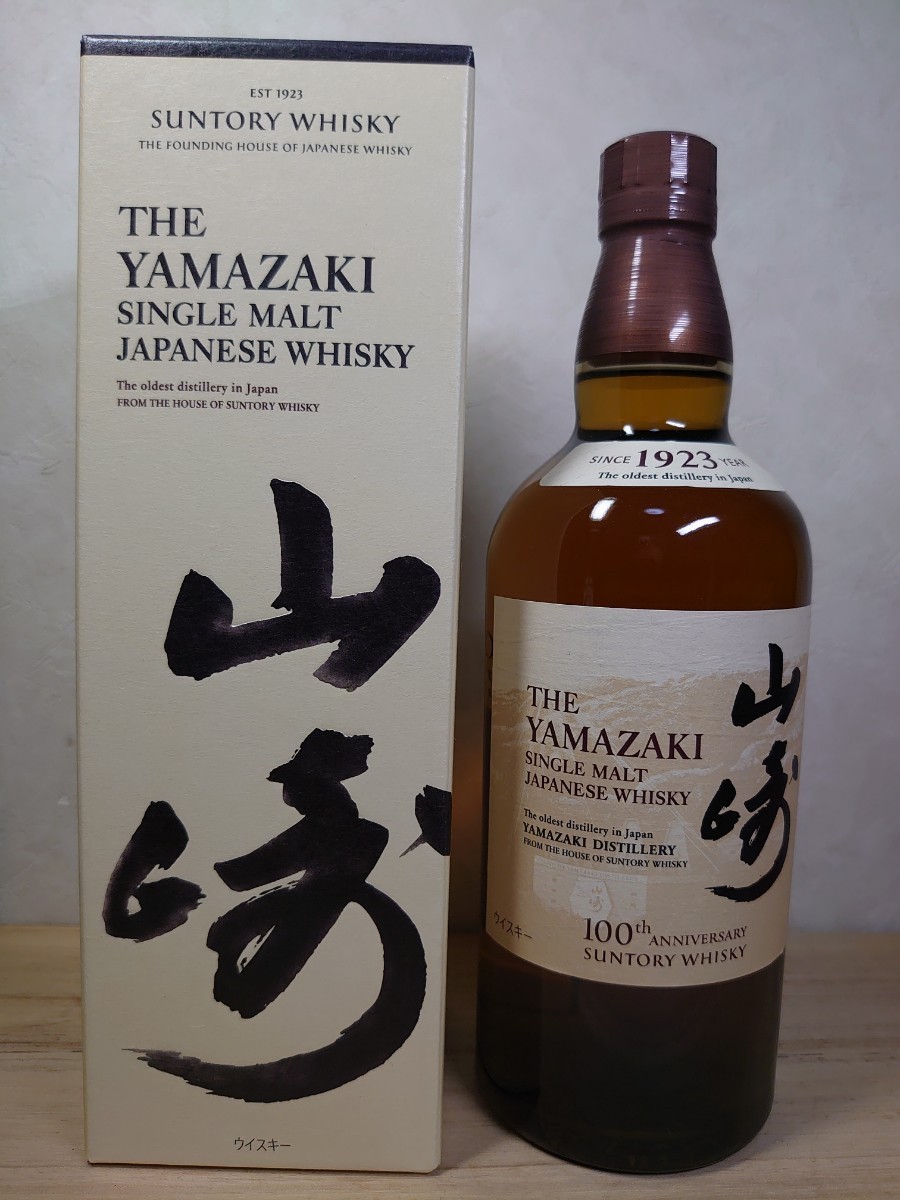 EST 1923
SUNTORY WHISKY
THE FOUNDING HOUSE OF JAPANESE WHISKY
THE
YAMAZAKI
SINGLE MALT
JAPANESE WHISKY
The oldest distillery in Japan
FROM THE HOUSE OF SUNTORY WHISKY
山崎
ウイスキー
SINCE 1923 YEAR
The oldest distillery in Japan
THE
YAMAZAKI
SINGLE MALT
JAPANESE WHISKY
The oldest distillery in Japan
YAMAZAKI DISTILLERY
FROM THE HOUSE OF SUNTORY WHISKY
山崎
山崎
ウイスキー
100th ANNIVERSARY
SUNTORY WHISKY